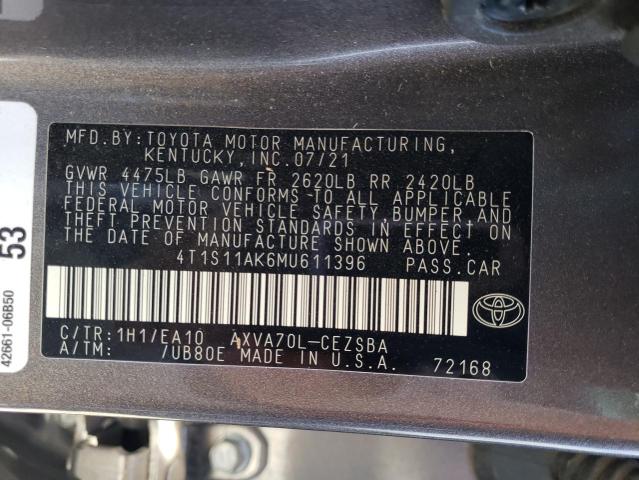 MFD.BY: TOYOTA MOTOR MANUFACTURING,
KENTUCKY, INC. 07/21
GVWR 4475LB GAWR FR 2620LB RR 2420LB
THIS VEHICLE CONFORMS TO ALL APPLICABLE
FEDERAL MOTOR VEHICLE SAFETY, BUMPER AND
THEFT PREVENTION STANDARDS IN EFFECT ON
THE DATE OF MANUFACTURE SHOWN ABOVE.
4T1S11AK6MU611396 PASS.CAR
C/TR: 1H1/EA10 AXVA70L-CEZSBA
A/TM: /UB80E MADE IN U.S.A. 72168
53
42661-06B50